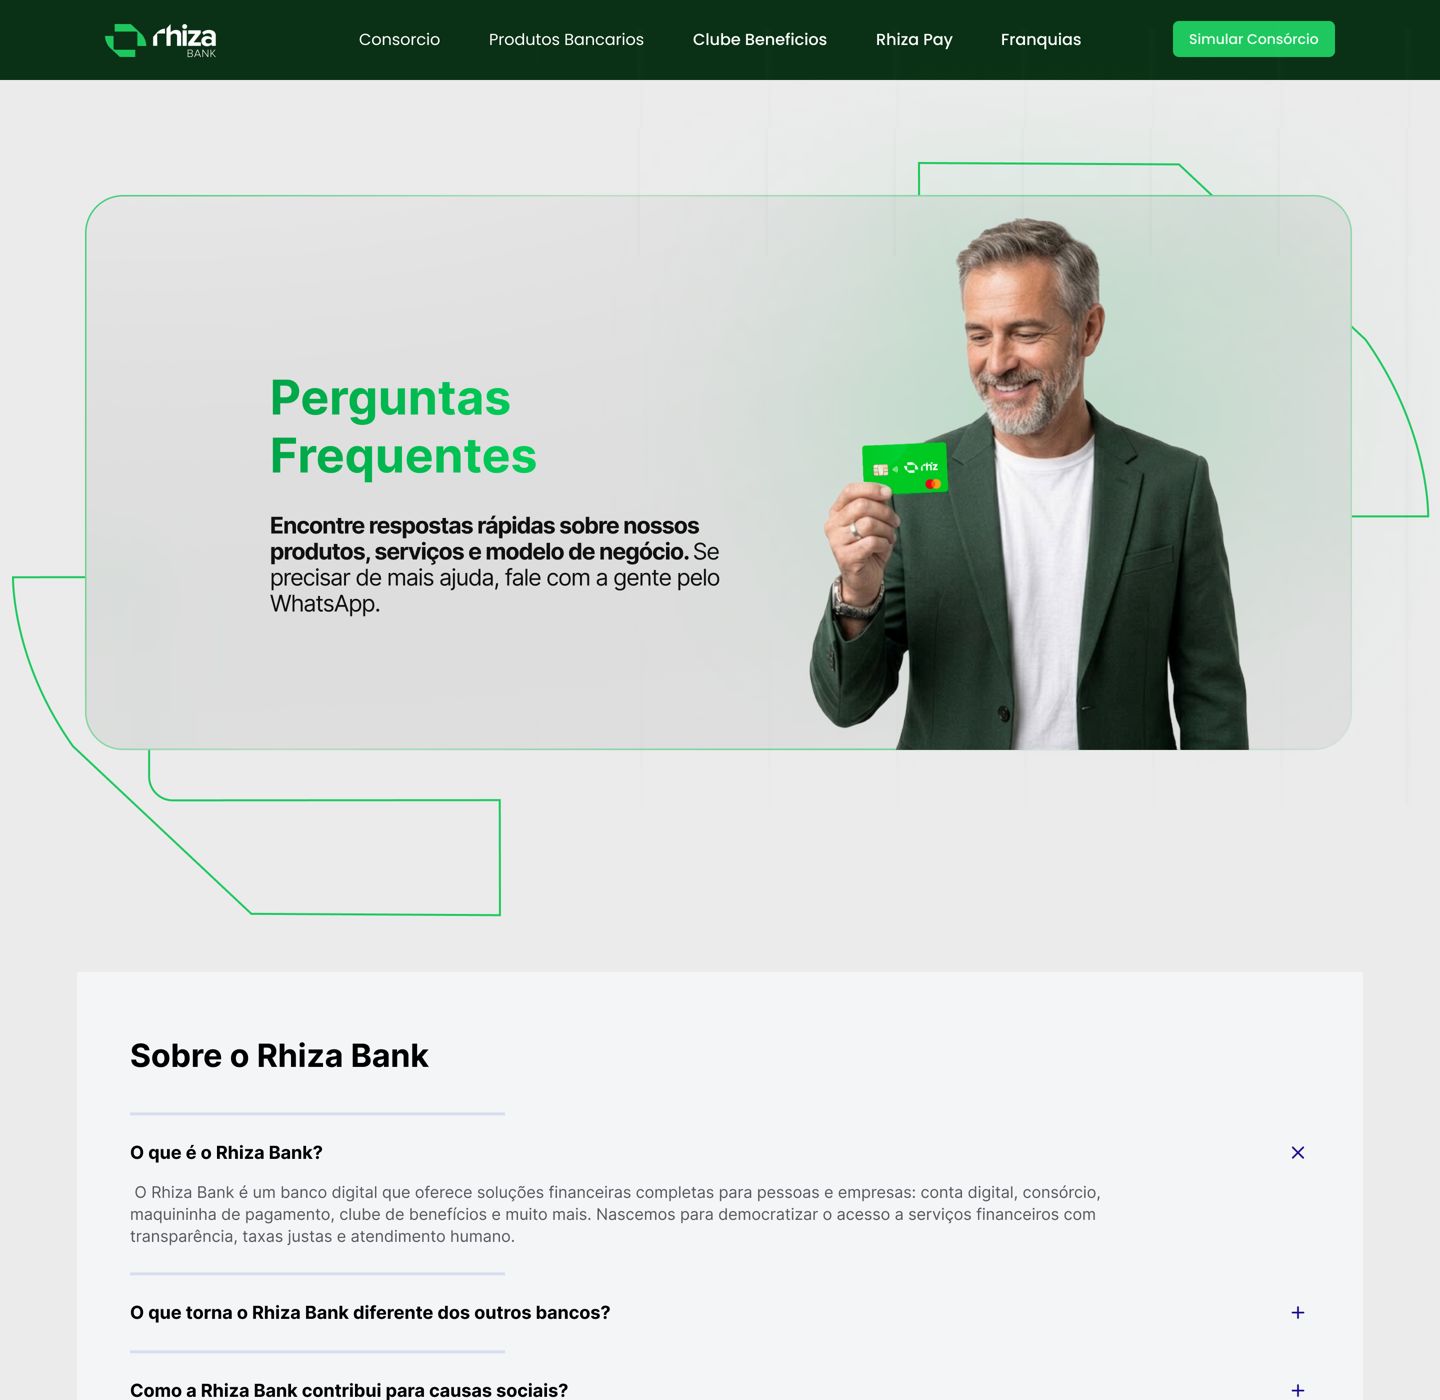 rhiza
BANK
Consorcio
Produtos Bancarios
Clube Beneficios
Rhiza Pay
Franquias
Simular Consórcio
Perguntas
Frequentes
Encontre respostas rápidas sobre nossos
produtos, serviços e modelo de negócio. Se
precisar de mais ajuda, fale com a gente pelo
WhatsApp.
rhiz
Sobre o Rhiza Bank
O que é o Rhiza Bank?
O Rhiza Bank é um banco digital que oferece soluções financeiras completas para pessoas e empresas: conta digital, consórcio,
maquininha de pagamento, clube de benefícios e muito mais. Nascemos para democratizar o acesso a serviços financeiros com
transparência, taxas justas e atendimento humano.
O que torna o Rhiza Bank diferente dos outros bancos?
Como a Rhiza Bank contribui para causas sociais?